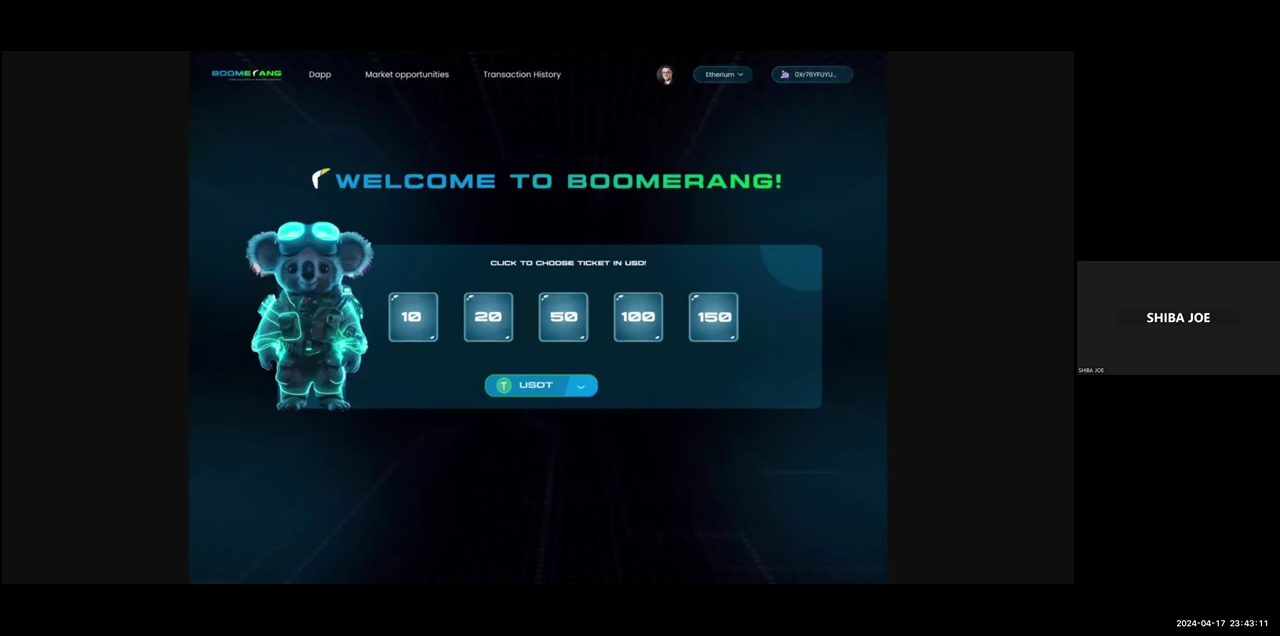 BOOMERANG
Dapp
Market opportunities
Transaction History
Etherium
0Xr76YFUYU...
WELCOME TO BOOMERANG!
CLICK TO CHOOSE TICKET IN USD!
10
20
50
100
150
T USDT
SHIBA JOE
SHIBA JOE
2024-04-17 23:43:11